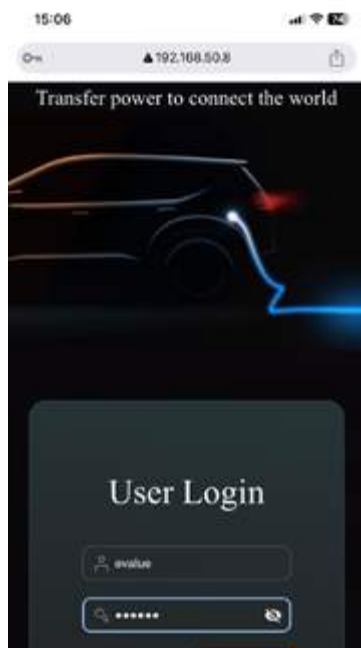 15:06
192.168.50.8
Transfer power to connect the world
User Login
evalue
••••••